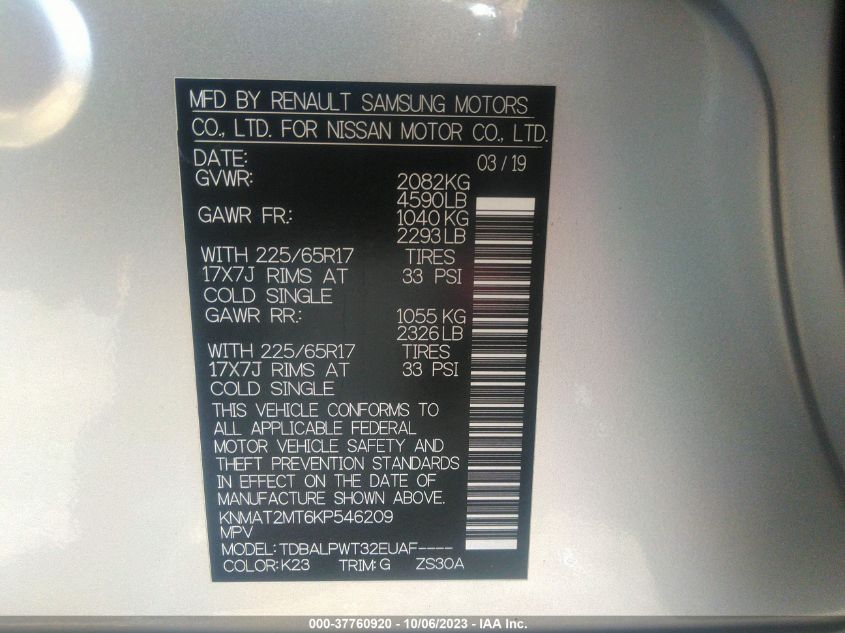 MFD BY RENAULT SAMSUNG MOTORS
CO., LTD. FOR NISSAN MOTOR CO., LTD.
DATE: 03 / 19
GVWR: 2082KG
4590LB
GAWR FR.: 1040 KG
2293 LB
WITH 225/65R17 TIRES
17X7J RIMS AT 33 PSI
COLD SINGLE
GAWR RR.: 1055 KG
2326 LB
WITH 225/65R17 TIRES
17X7J RIMS AT 33 PSI
COLD SINGLE
THIS VEHICLE CONFORMS TO
ALL APPLICABLE FEDERAL
MOTOR VEHICLE SAFETY AND
THEFT PREVENTION STANDARDS
IN EFFECT ON THE DATE OF
MANUFACTURE SHOWN ABOVE.
KNMAT2MT6KP546209
MPV
MODEL: TDBALPWT32EUAF----
COLOR: K23 TRIM: G ZS30A
000-37760920 - 10/06/2023 - IAA Inc.